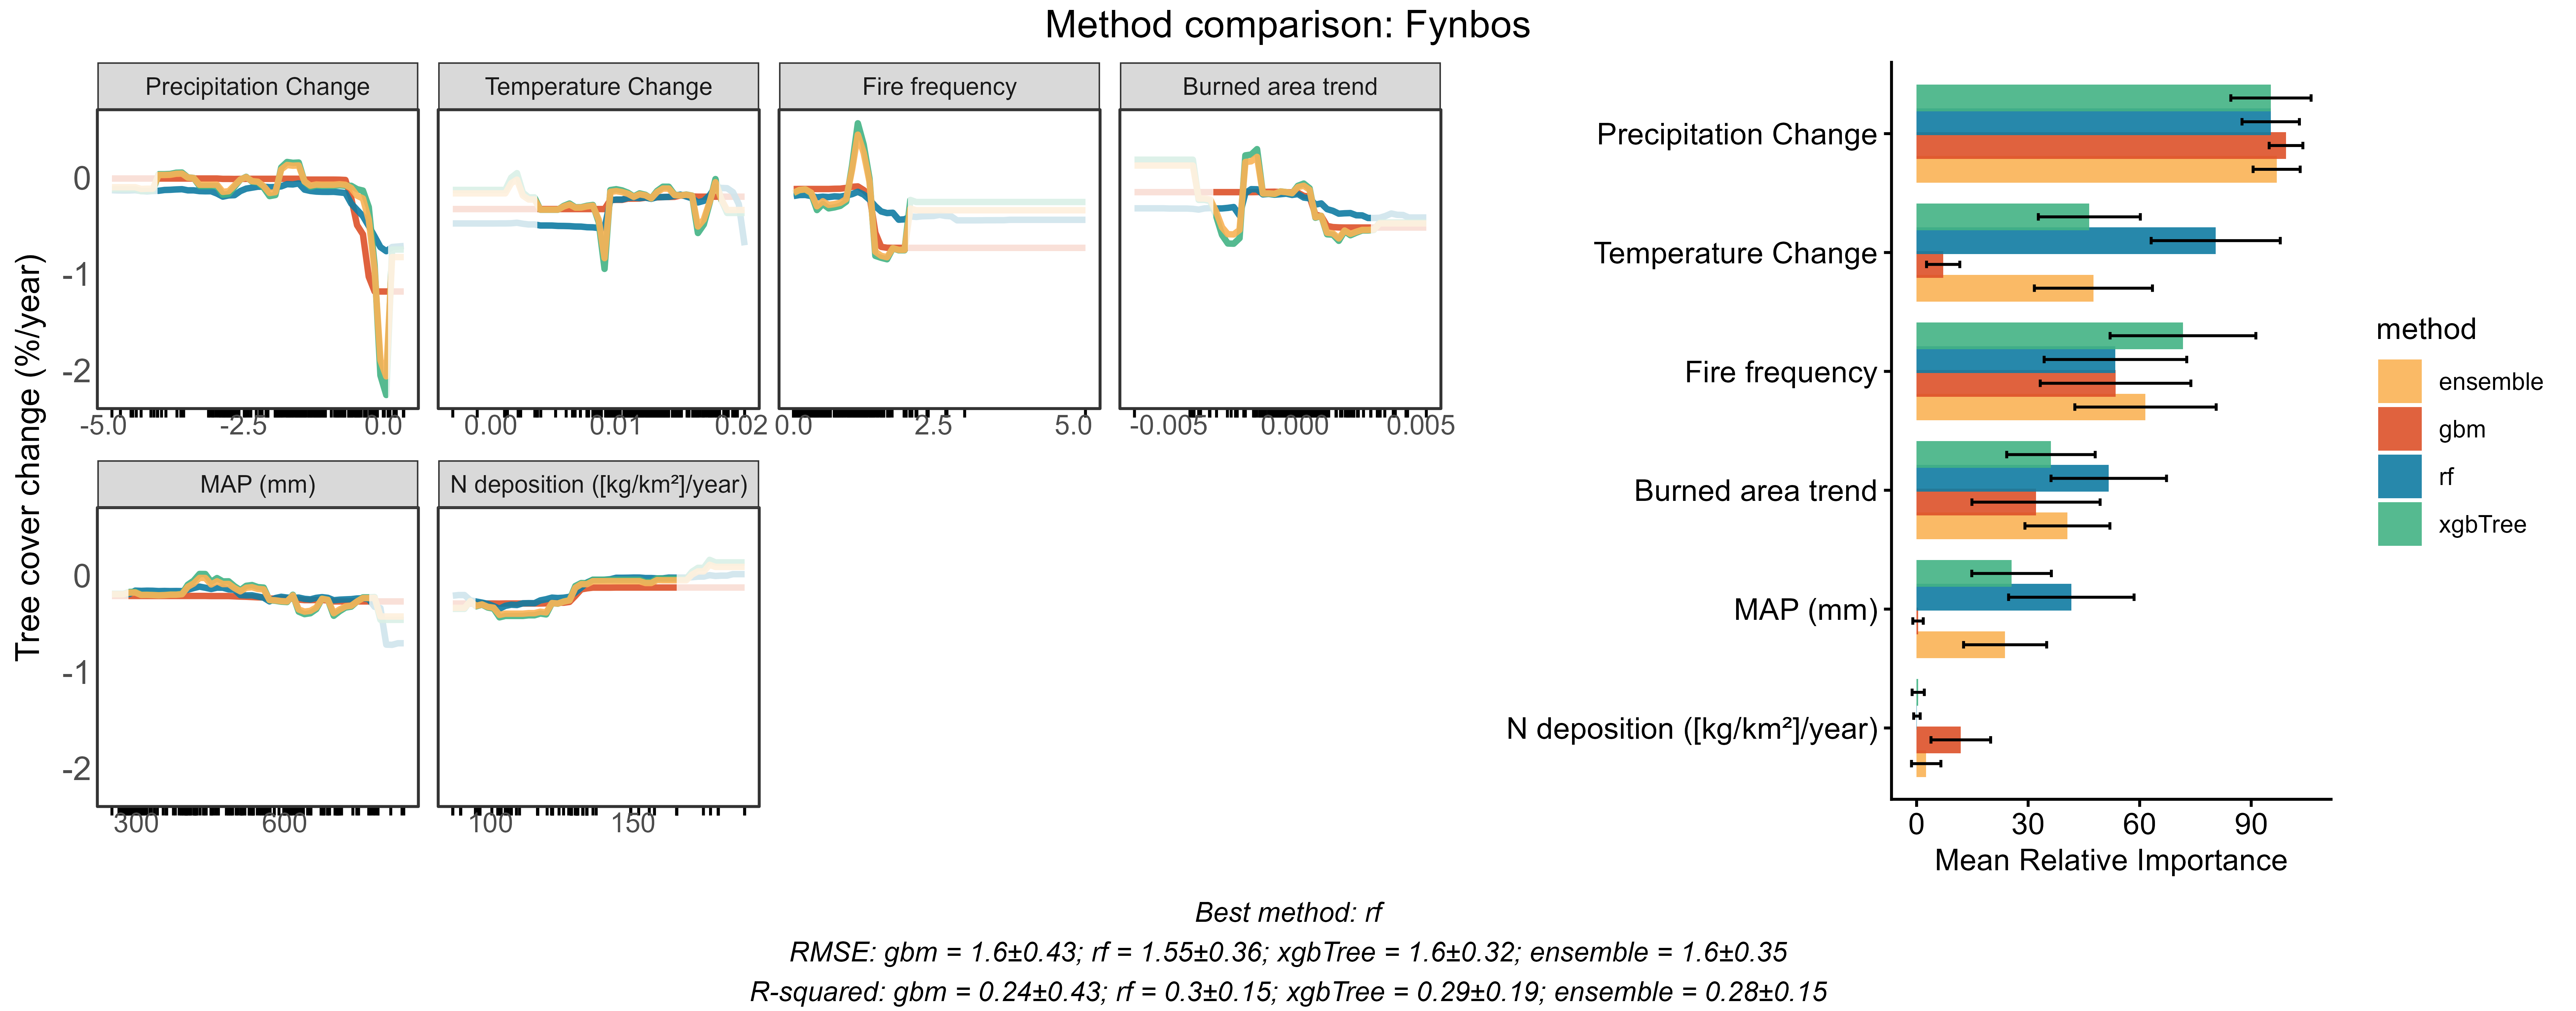 Method comparison: Fynbos
Precipitation Change
Temperature Change
Fire frequency
Burned area trend
Tree cover change (%/year)
0
-1
-2
-5.0 -2.5 0.0
0.00 0.01 0.02
0.0 2.5 5.0
-0.005 0.000 0.005
MAP (mm)
N deposition ([kg/km²]/year)
0
-1
-2
300 600
100 150
Precipitation Change
Temperature Change
Fire frequency
Burned area trend
MAP (mm)
N deposition ([kg/km²]/year)
0 30 60 90
Mean Relative Importance
method
ensemble
gbm
rf
xgbTree
Best method: rf
RMSE: gbm = 1.6±0.43; rf = 1.55±0.36; xgbTree = 1.6±0.32; ensemble = 1.6±0.35
R-squared: gbm = 0.24±0.43; rf = 0.3±0.15; xgbTree = 0.29±0.19; ensemble = 0.28±0.15